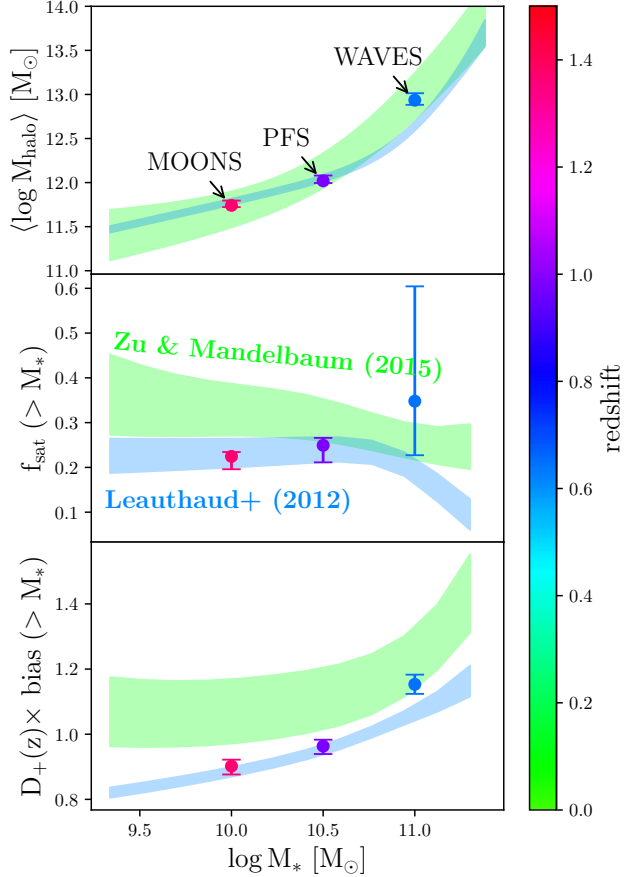 14.0
13.0
12.5
12.0
11.5
11.0
⟨log M_halo⟩ [M_⊙]
WAVES
PFS
MOONS
0.6
0.5
0.4
0.3
0.2
0.1
f_sat (> M_*)
Zu & Mandelbaum (2015)
Leauthaud+ (2012)
1.4
1.2
1.0
0.8
D_+(z)× bias (> M_*)
9.5 10.0 10.5 11.0
log M_* [M_⊙]
1.4
1.2
1.0
0.8
0.6
0.4
0.2
0.0
redshift